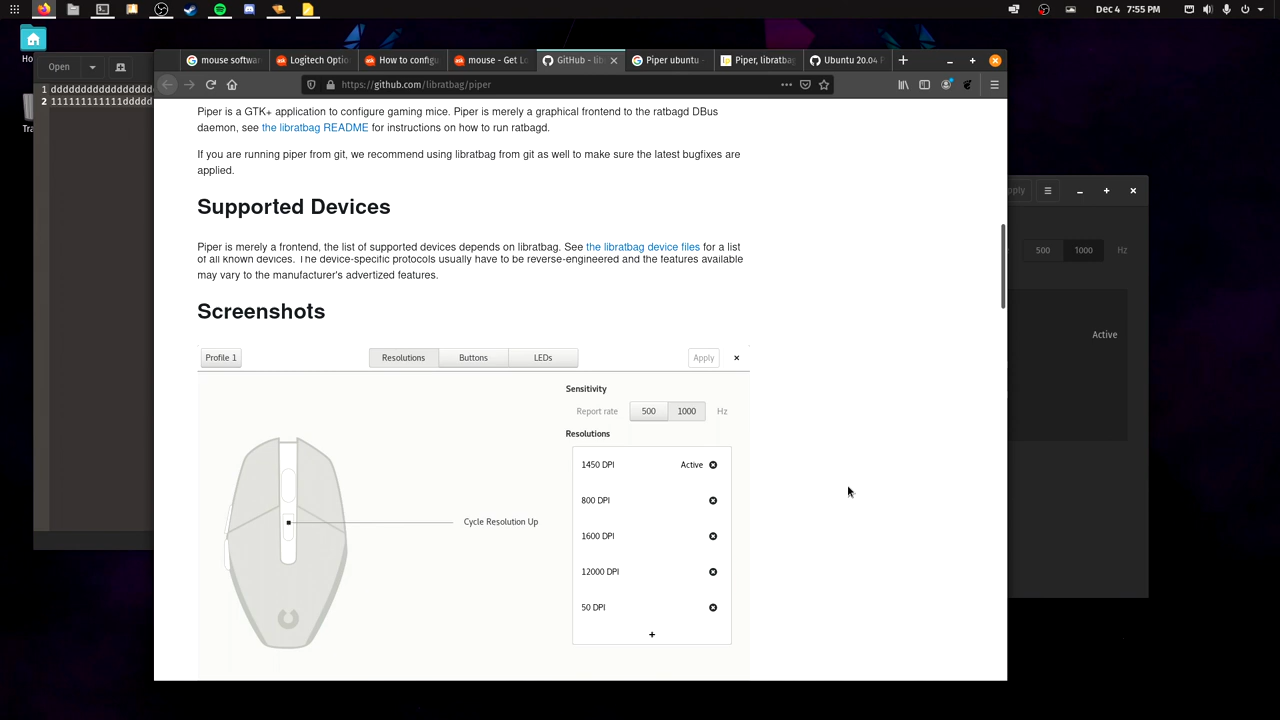 Dec 4 7:55 PM
Open
1 dddddddddddddddddd
2 1111111111111ddddd
mouse softwar
Logitech Optio
How to configu
mouse - Get Lo
GitHub - lib
Piper ubuntu -
Piper, libratbag
Ubuntu 20.04
https://github.com/libratbag/piper
Piper is a GTK+ application to configure gaming mice. Piper is merely a graphical frontend to the ratbagd DBus
daemon, see the libratbag README for instructions on how to run ratbagd.
If you are running piper from git, we recommend using libratbag from git as well to make sure the latest bugfixes are
applied.
Supported Devices
Piper is merely a frontend, the list of supported devices depends on libratbag. See the libratbag device files for a list
of all known devices. The device-specific protocols usually have to be reverse-engineered and the features available
may vary to the manufacturer's advertized features.
Screenshots
Profile 1
Resolutions
Buttons
LEDs
Apply
Sensitivity
Report rate 500 1000 Hz
Resolutions
1450 DPI Active
800 DPI
1600 DPI
12000 DPI
50 DPI
Cycle Resolution Up
pply
500 1000 Hz
Active
Ho
Tra